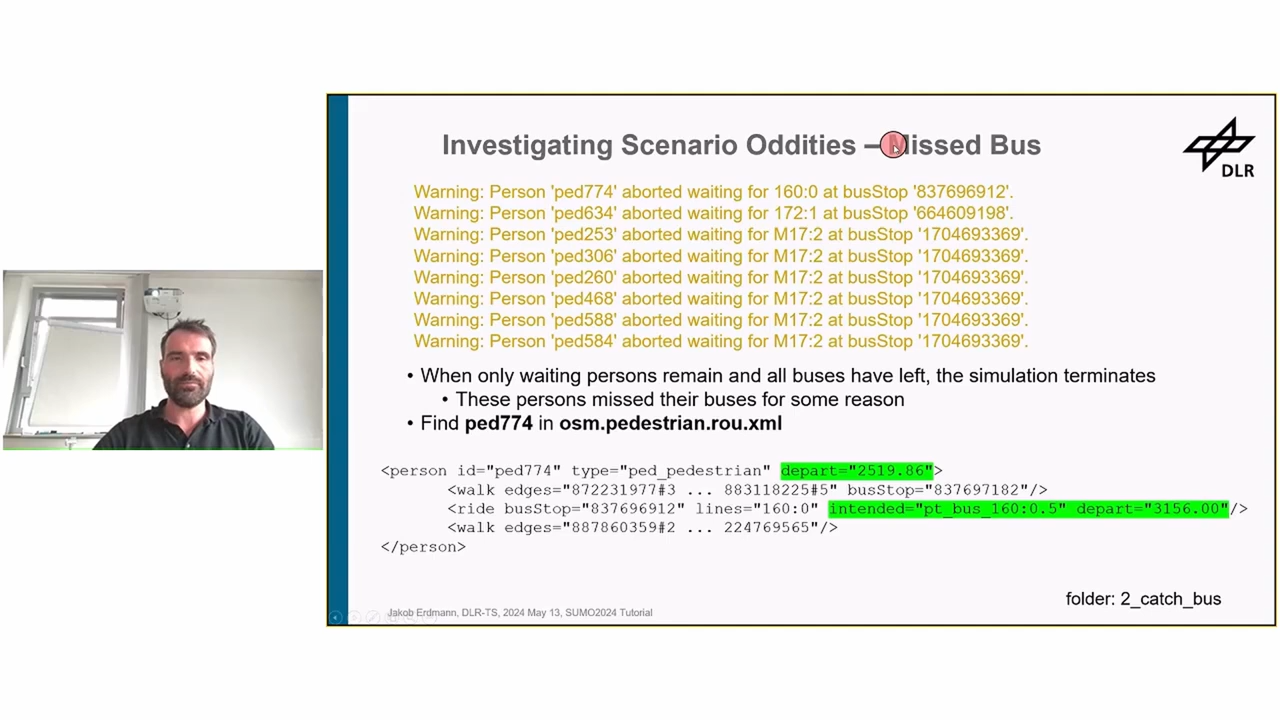 Investigating Scenario Oddities – Missed Bus
DLR
Warning: Person 'ped774' aborted waiting for 160:0 at busStop '837696912'.
Warning: Person 'ped634' aborted waiting for 172:1 at busStop '664609198'.
Warning: Person 'ped253' aborted waiting for M17:2 at busStop '1704693369'.
Warning: Person 'ped306' aborted waiting for M17:2 at busStop '1704693369'.
Warning: Person 'ped260' aborted waiting for M17:2 at busStop '1704693369'.
Warning: Person 'ped468' aborted waiting for M17:2 at busStop '1704693369'.
Warning: Person 'ped588' aborted waiting for M17:2 at busStop '1704693369'.
Warning: Person 'ped584' aborted waiting for M17:2 at busStop '1704693369'.
• When only waiting persons remain and all buses have left, the simulation terminates
• These persons missed their buses for some reason
• Find ped774 in osm.pedestrian.rou.xml
<person id="ped774" type="ped_pedestrian" depart="2519.86">
<walk edges="872231977#3 ... 883118225#5" busStop="837697182"/>
<ride busStop="837696912" lines="160:0" intended="pt_bus_160:0.5" depart="3156.00"/>
<walk edges="887860359#2 ... 224769565"/>
</person>
folder: 2_catch_bus
Jakob Erdmann, DLR-TS, 2024 May 13, SUMO2024 Tutorial